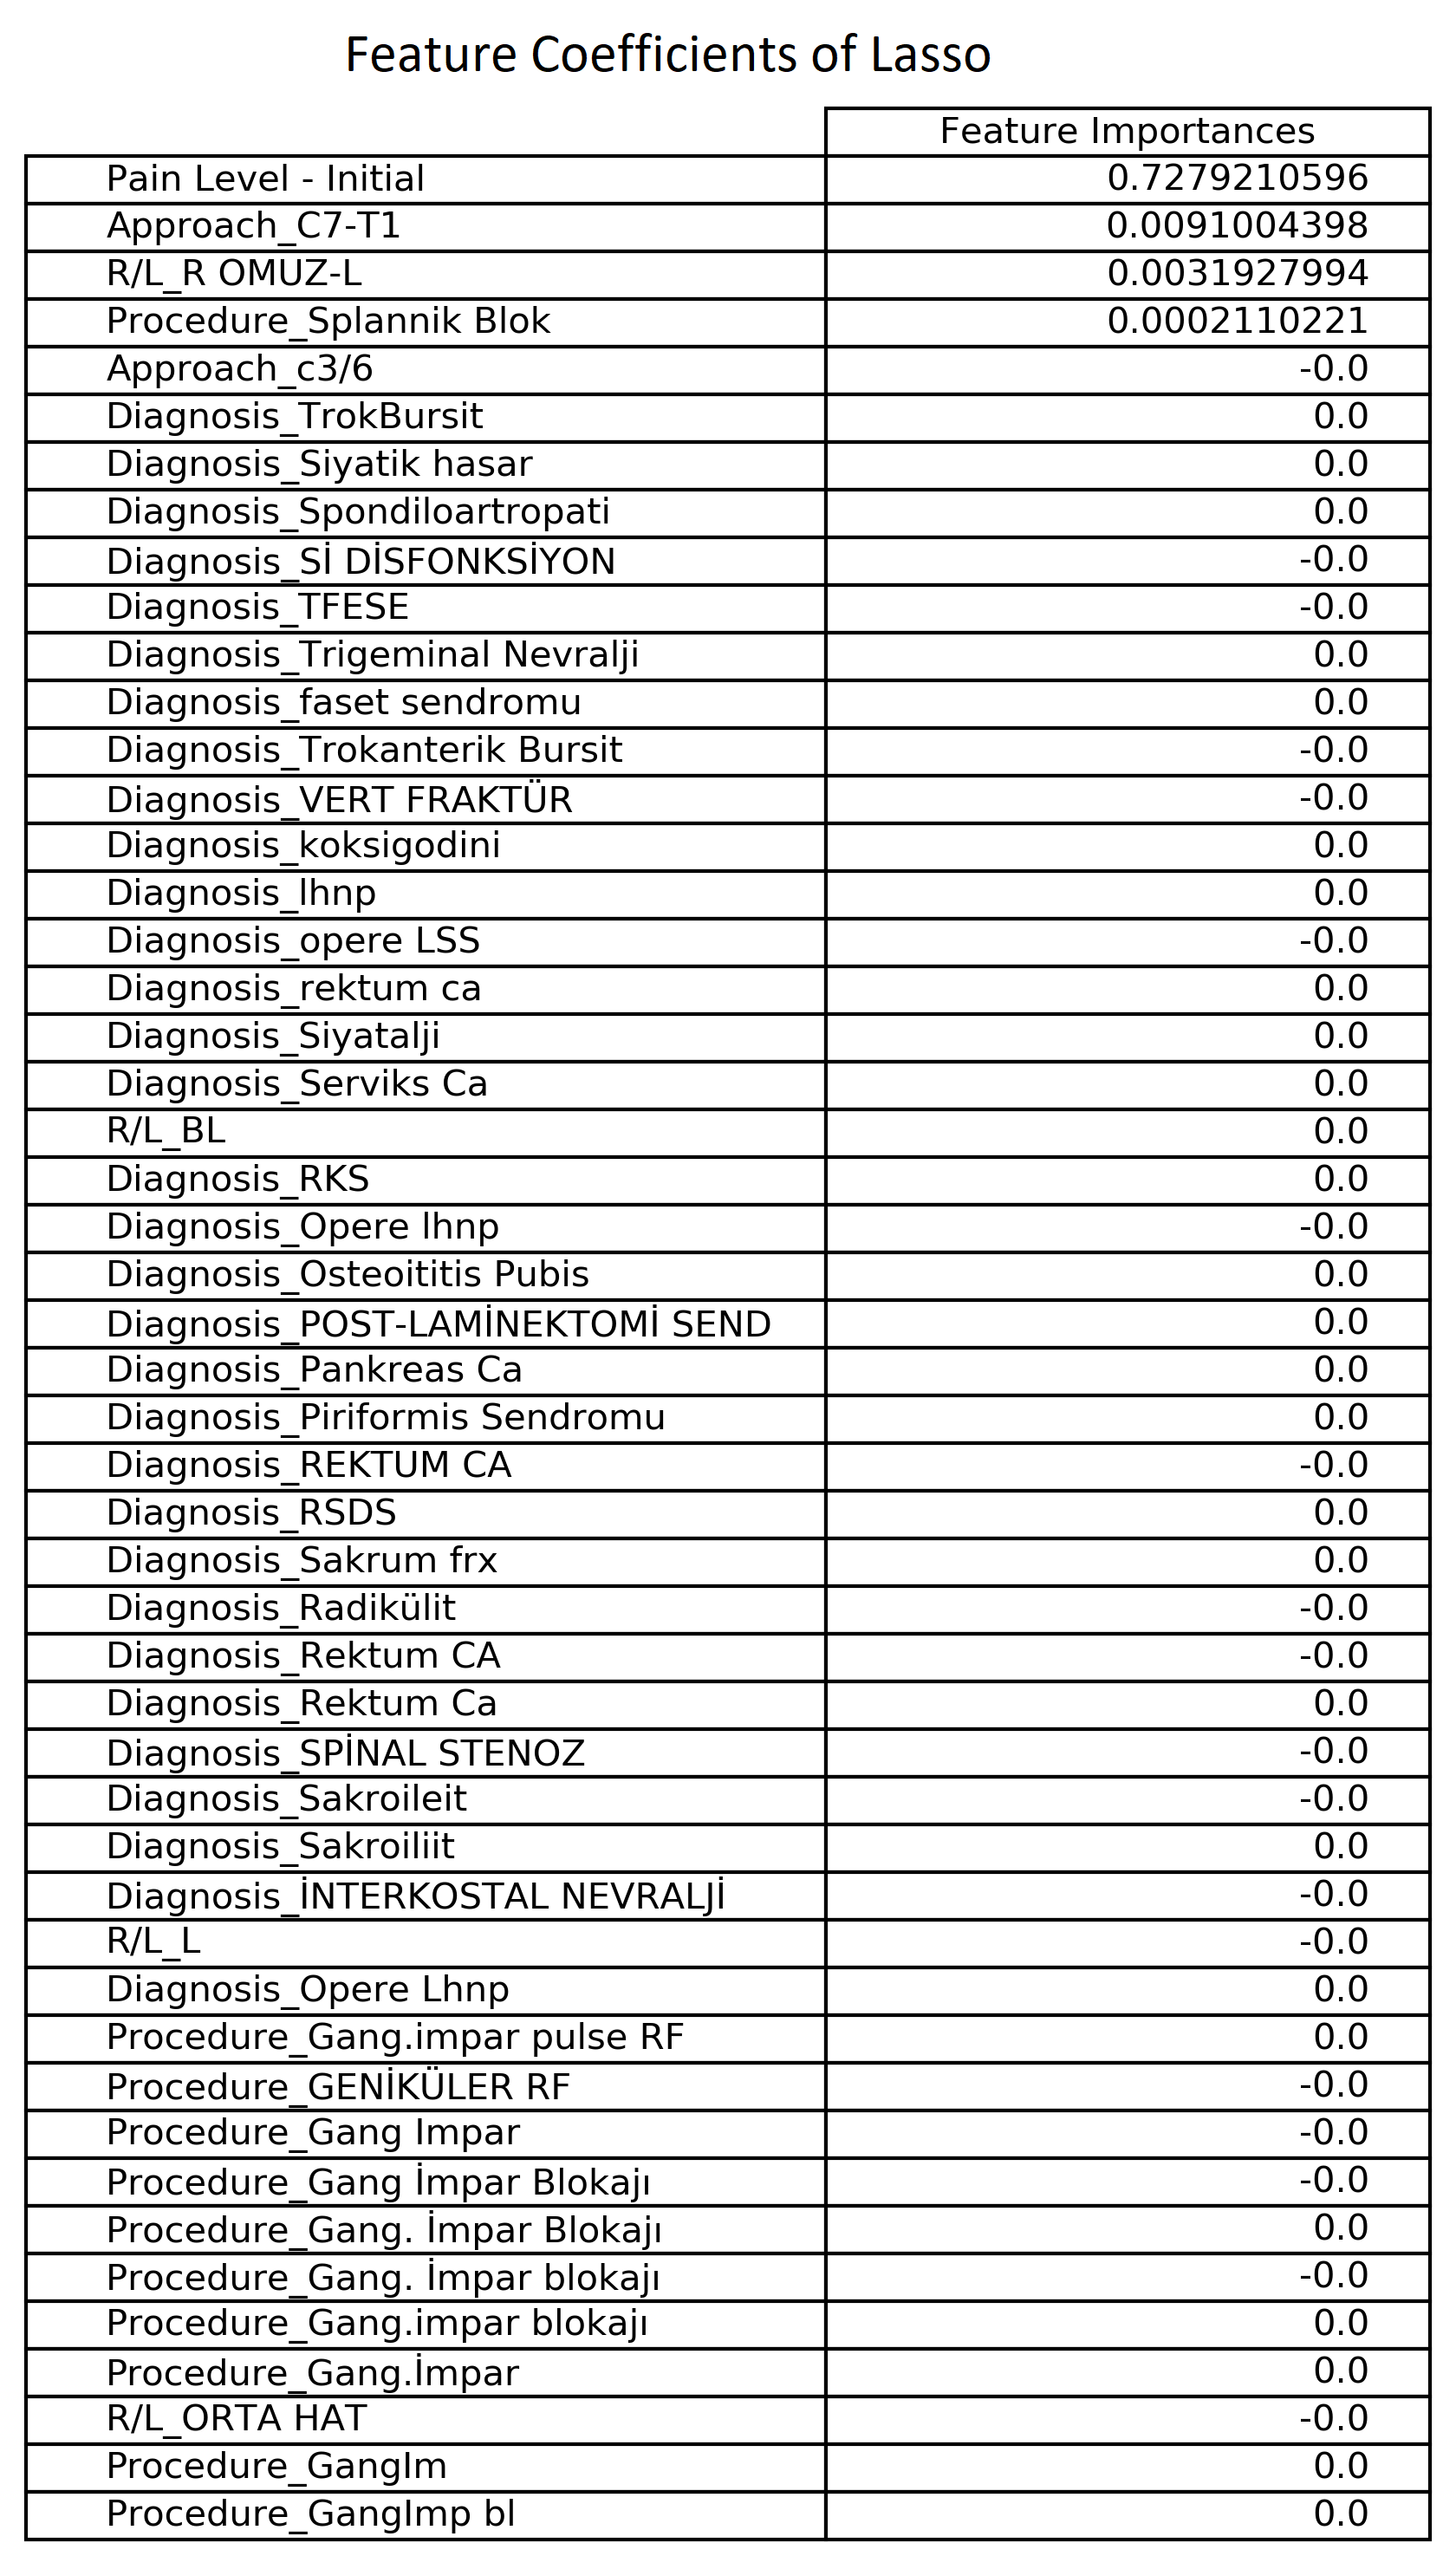 Feature Coefficients of Lasso
Feature Importances
Pain Level - Initial 0.7279210596
Approach_C7-T1 0.0091004398
R/L_R OMUZ-L 0.0031927994
Procedure_Splannik Blok 0.0002110221
Approach_c3/6 -0.0
Diagnosis_TrokBursit 0.0
Diagnosis_Siyatik hasar 0.0
Diagnosis_Spondiloartropati 0.0
Diagnosis_Sİ DİSFONKSİYON -0.0
Diagnosis_TFESE -0.0
Diagnosis_Trigeminal Nevralji 0.0
Diagnosis_faset sendromu 0.0
Diagnosis_Trokanterik Bursit -0.0
Diagnosis_VERT FRAKTÜR -0.0
Diagnosis_koksigodini 0.0
Diagnosis_lhnp 0.0
Diagnosis_opere LSS -0.0
Diagnosis_rektum ca 0.0
Diagnosis_Siyatalji 0.0
Diagnosis_Serviks Ca 0.0
R/L_BL 0.0
Diagnosis_RKS 0.0
Diagnosis_Opere lhnp -0.0
Diagnosis_Osteoititis Pubis 0.0
Diagnosis_POST-LAMİNEKTOMİ SEND 0.0
Diagnosis_Pankreas Ca 0.0
Diagnosis_Piriformis Sendromu 0.0
Diagnosis_REKTUM CA -0.0
Diagnosis_RSDS 0.0
Diagnosis_Sakrum frx 0.0
Diagnosis_Radikülit -0.0
Diagnosis_Rektum CA -0.0
Diagnosis_Rektum Ca 0.0
Diagnosis_SPİNAL STENOZ -0.0
Diagnosis_Sakroileit -0.0
Diagnosis_Sakroiliit 0.0
Diagnosis_İNTERKOSTAL NEVRALJİ -0.0
R/L_L -0.0
Diagnosis_Opere Lhnp 0.0
Procedure_Gang.impar pulse RF 0.0
Procedure_GENİKÜLER RF -0.0
Procedure_Gang Impar -0.0
Procedure_Gang İmpar Blokajı -0.0
Procedure_Gang. İmpar Blokajı 0.0
Procedure_Gang. İmpar blokajı -0.0
Procedure_Gang.impar blokajı 0.0
Procedure_Gang.İmpar 0.0
R/L_ORTA HAT -0.0
Procedure_GangIm 0.0
Procedure_GangImp bl 0.0